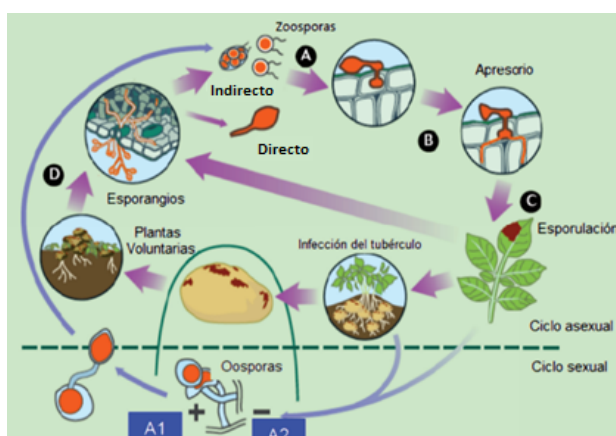 Zoosporas
A
Apresorio
Indirecto
B
Directo
D
Esporangios
C
Esporulación
Plantas
Voluntarias
Infección del tubérculo
Ciclo asexual
Ciclo sexual
Oosporas
A1
+
−
A2